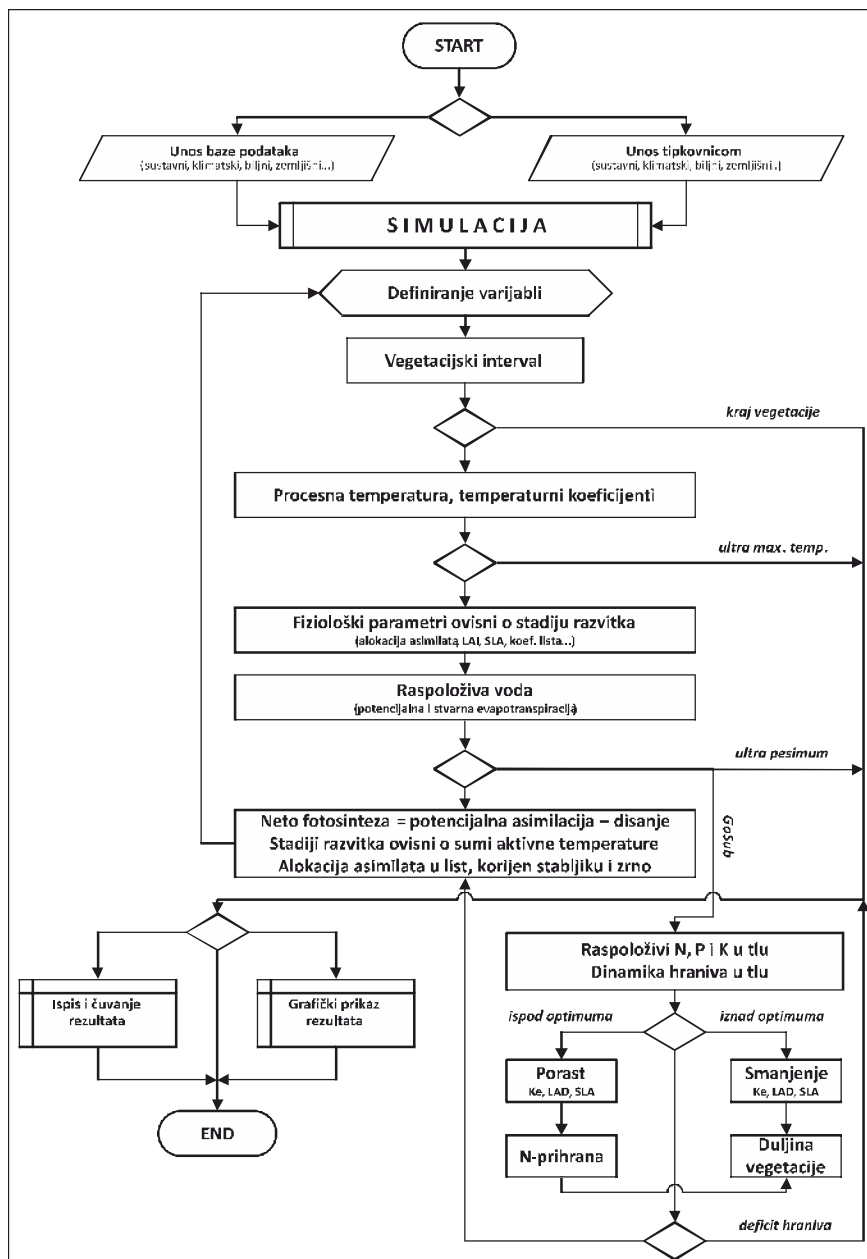 START
Unos baze podataka
(sustavni, klimatski, biljni, zemljišni...)
Unos tipkovnicom
(sustavni, klimatski, biljni, zemljišni..)
SIMULACIJA
Definiranje varijabli
Vegetacijski interval
kraj vegetacije
Procesna temperatura, temperaturni koeficijenti
ultra max. temp.
Fiziološki parametri ovisni o stadiju razvitka
(alokacija asimilata, LAI, SLA, koef. lista...)
Raspoloživa voda
(potencijalna i stvarna evapotranspiracija)
ultra pesimum
GoSub
Neto fotosinteza = potencijalna asimilacija – disanje
Stadiji razvitka ovisni o sumi aktivne temperature
Alokacija asimilata u list, korijen stabljiku i zrno
Raspoloživi N, P i K u tlu
Dinamika hraniva u tlu
Ispis i čuvanje
rezultata
Grafički prikaz
rezultata
ispod optimuma
iznad optimuma
Porast
Ke, LAD, SLA
Smanjenje
Ke, LAD, SLA
END
N-prihrana
Duljina
vegetacije
deficit hraniva